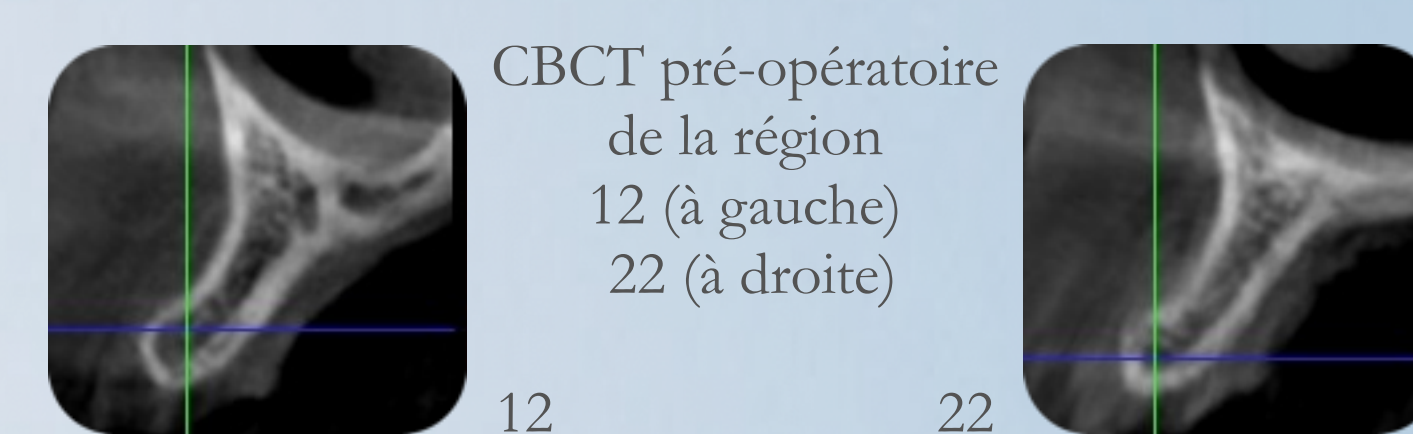 CBCT pré-opératoire
de la région
12 (à gauche)
22 (à droite)
12
22